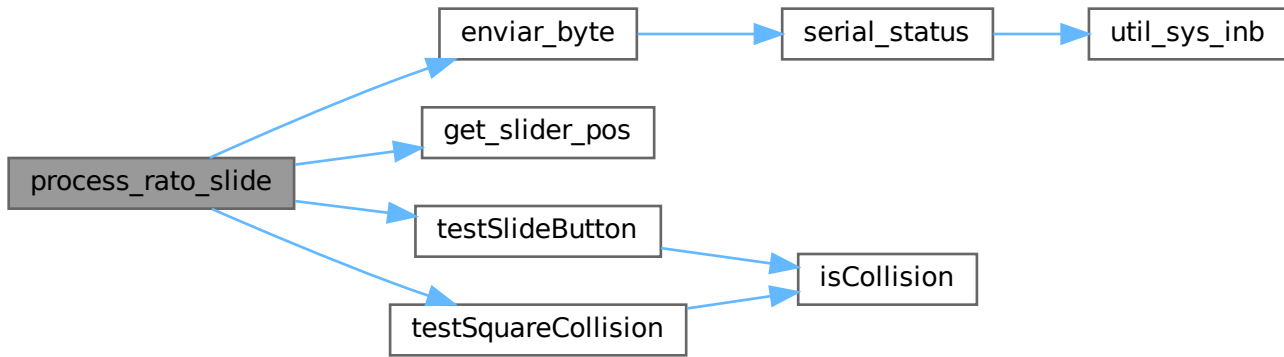 process_rato_slide
enviar_byte
serial_status
util_sys_inb
get_slider_pos
testSlideButton
testSquareCollision
isCollision